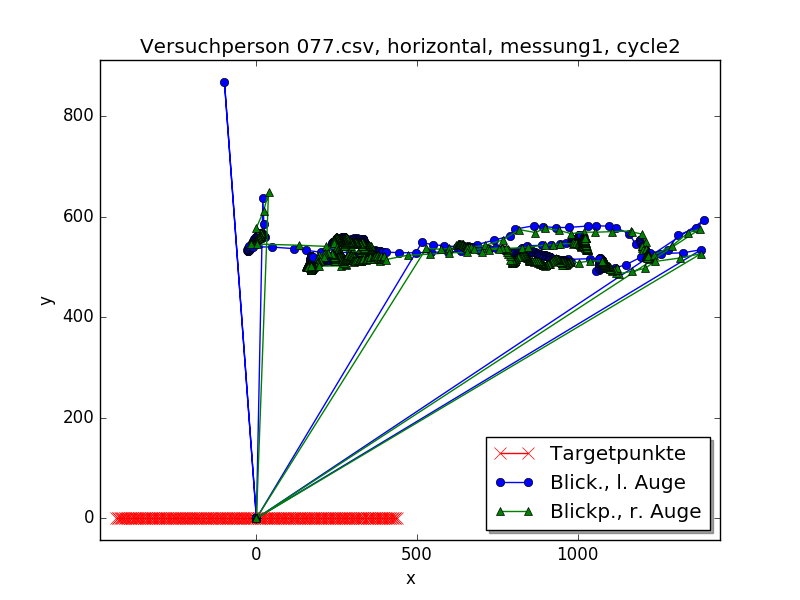 Versuchperson 077.csv, horizontal, messung1, cycle2
800
600
400
200
0
y
0 500 1000
x
Targetpunkte
Blick., l. Auge
Blickp., r. Auge